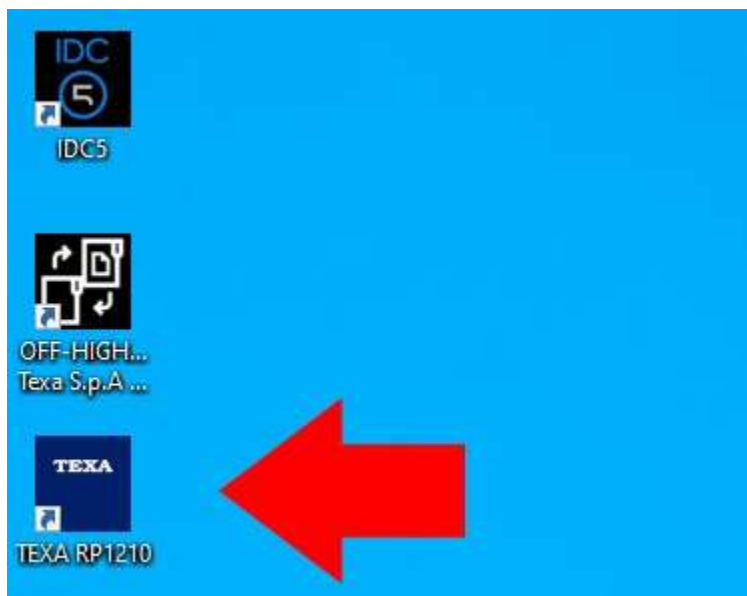 IDC
5
IDC5
OFF-HIGH...
Texa S.p.A ...
TEXA
TEXA RP1210